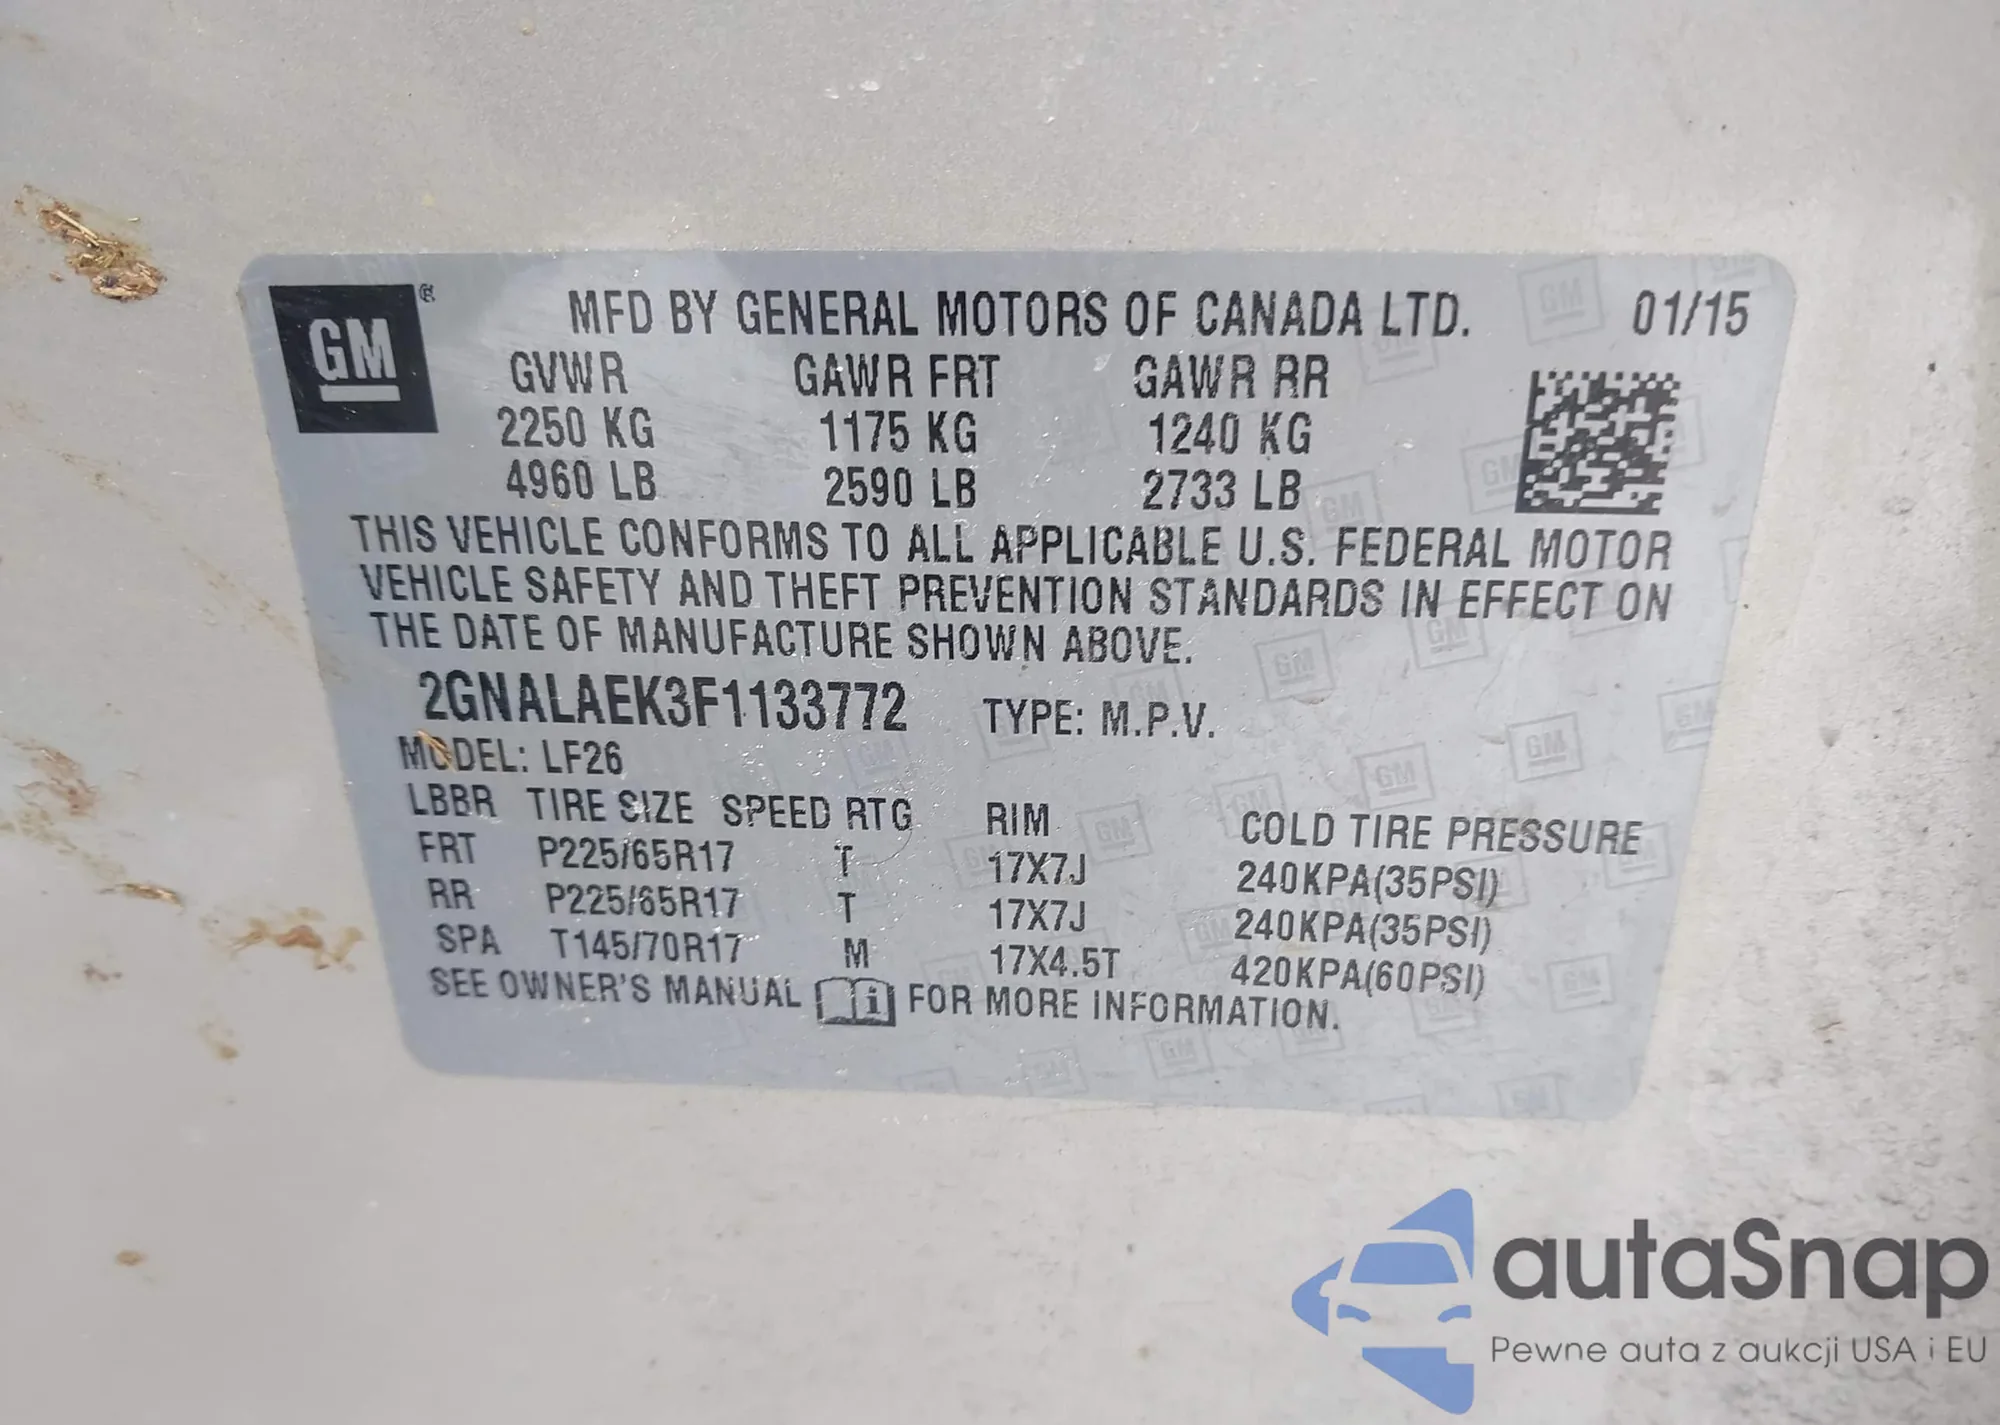 GM®
MFD BY GENERAL MOTORS OF CANADA LTD. 01/15
GVWR GAWR FRT GAWR RR
2250 KG 1175 KG 1240 KG
4960 LB 2590 LB 2733 LB
THIS VEHICLE CONFORMS TO ALL APPLICABLE U.S. FEDERAL MOTOR
VEHICLE SAFETY AND THEFT PREVENTION STANDARDS IN EFFECT ON
THE DATE OF MANUFACTURE SHOWN ABOVE.
2GNALAEK3F1133772 TYPE: M.P.V.
MODEL: LF26
LBBR TIRE SIZE SPEED RTG RIM COLD TIRE PRESSURE
FRT P225/65R17 T 17X7J 240KPA(35PSI)
RR P225/65R17 T 17X7J 240KPA(35PSI)
SPA T145/70R17 M 17X4.5T 420KPA(60PSI)
SEE OWNER'S MANUAL i FOR MORE INFORMATION.
autaSnap
Pewne auta z aukcji USA i EU